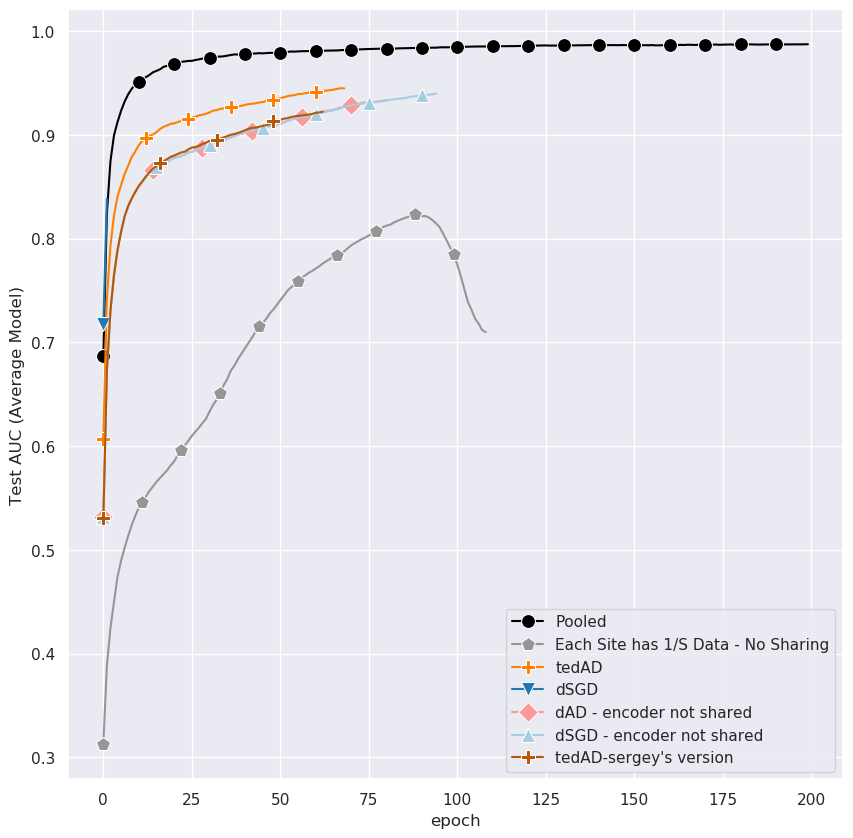 1.0
0.9
0.8
0.7
0.6
0.5
0.4
0.3
Test AUC (Average Model)
Pooled
Each Site has 1/S Data - No Sharing
tedAD
dSGD
dAD - encoder not shared
dSGD - encoder not shared
tedAD-sergey's version
0 25 50 75 100 125 150 175 200
epoch